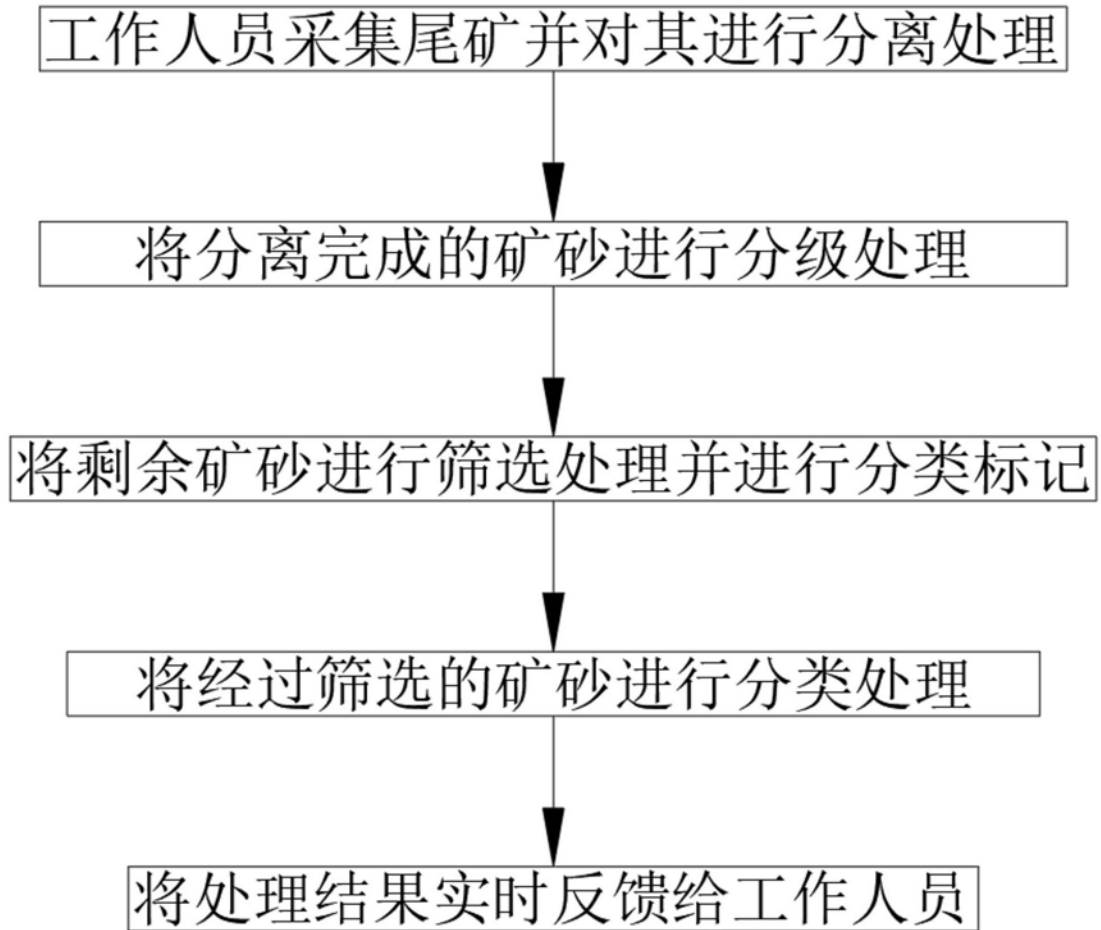 工作人员采集尾矿并对其进行分离处理
将分离完成的矿砂进行分级处理
将剩余矿砂进行筛选处理并进行分类标记
将经过筛选的矿砂进行分类处理
将处理结果实时反馈给工作人员